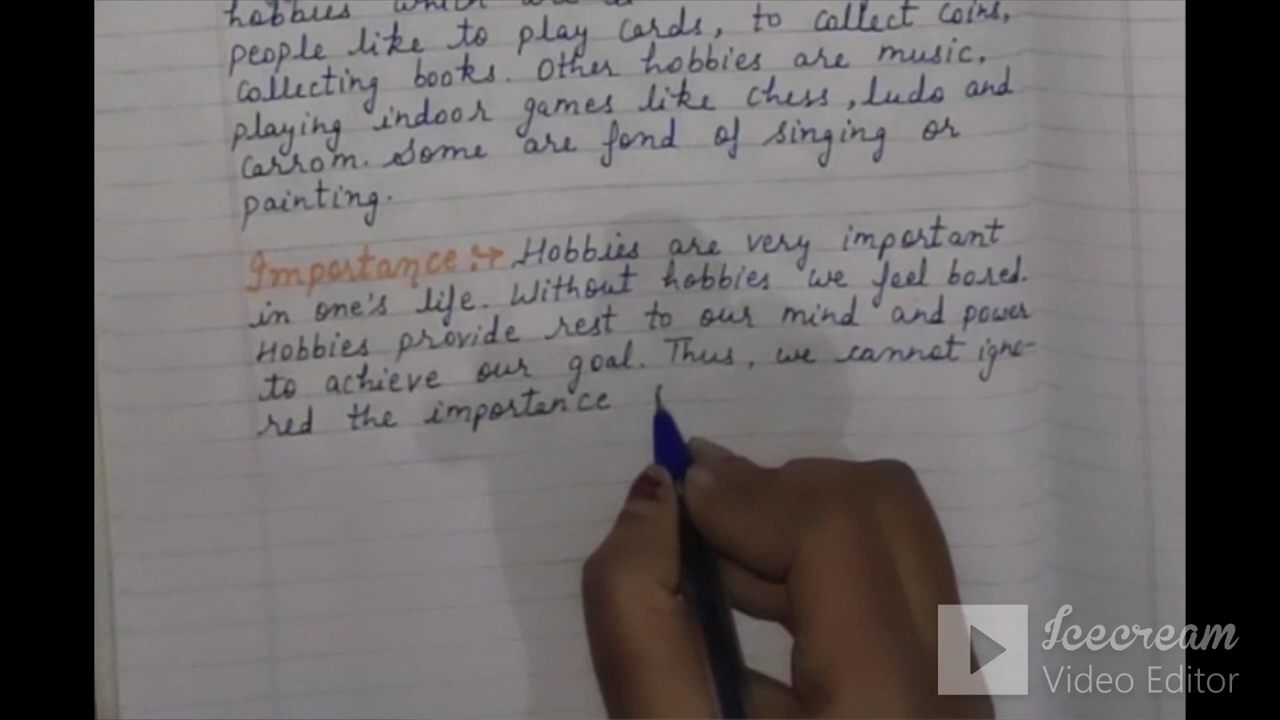 hobbies which are
people like to play cards, to collect coins,
collecting books. Other hobbies are music,
playing indoor games like chess, ludo and
carrom. Some are fond of singing or
painting.
Importance:→ Hobbies are very important
in one's life. Without hobbies we feel bored.
Hobbies provide rest to our mind and power
to achieve our goal. Thus, we cannot igno-
red the importance
Icecream
Video Editor